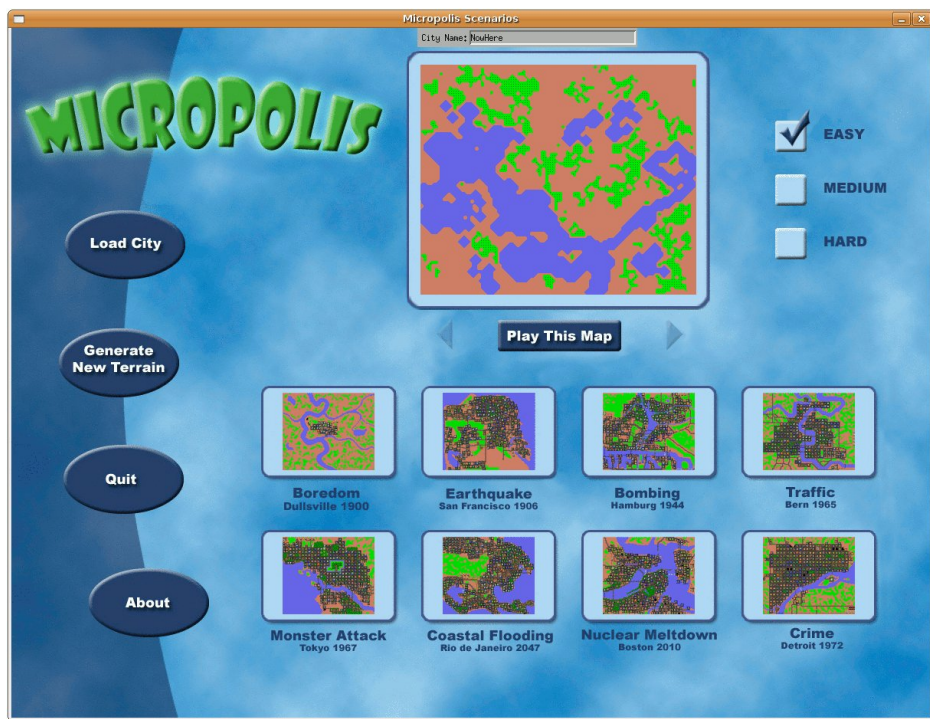 Micropolis Scenarios
City Name: NowHere
MICROPOLIS
EASY
MEDIUM
HARD
Load City
Generate
New Terrain
Quit
About
Play This Map
Boredom
Dullsville 1900
Earthquake
San Francisco 1906
Bombing
Hamburg 1944
Traffic
Bern 1965
Monster Attack
Tokyo 1967
Coastal Flooding
Rio de Janeiro 2047
Nuclear Meltdown
Boston 2010
Crime
Detroit 1972